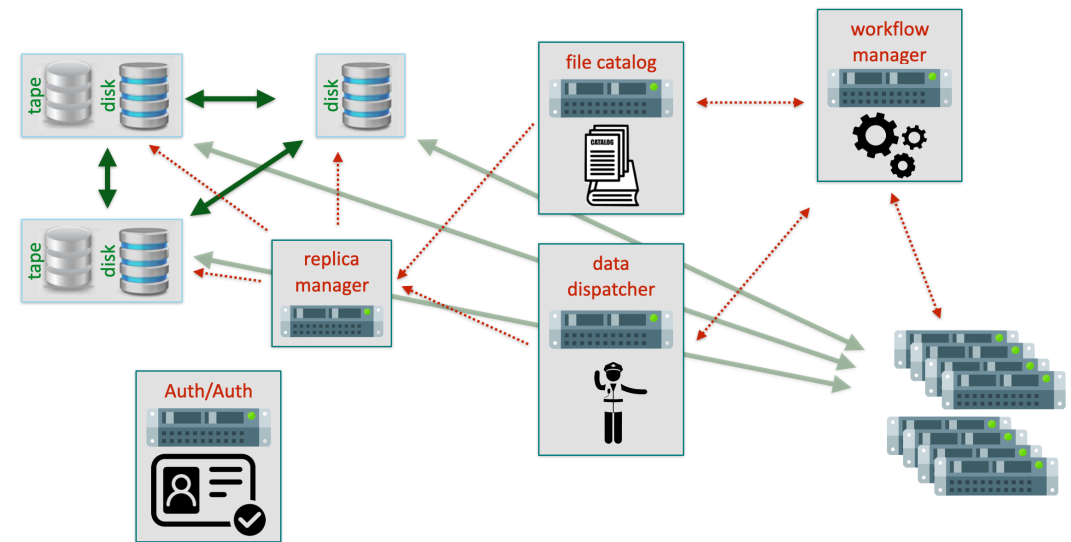 tape
disk
disk
file catalog
CATALOG
workflow
manager
tape
disk
replica
manager
data
dispatcher
Auth/Auth